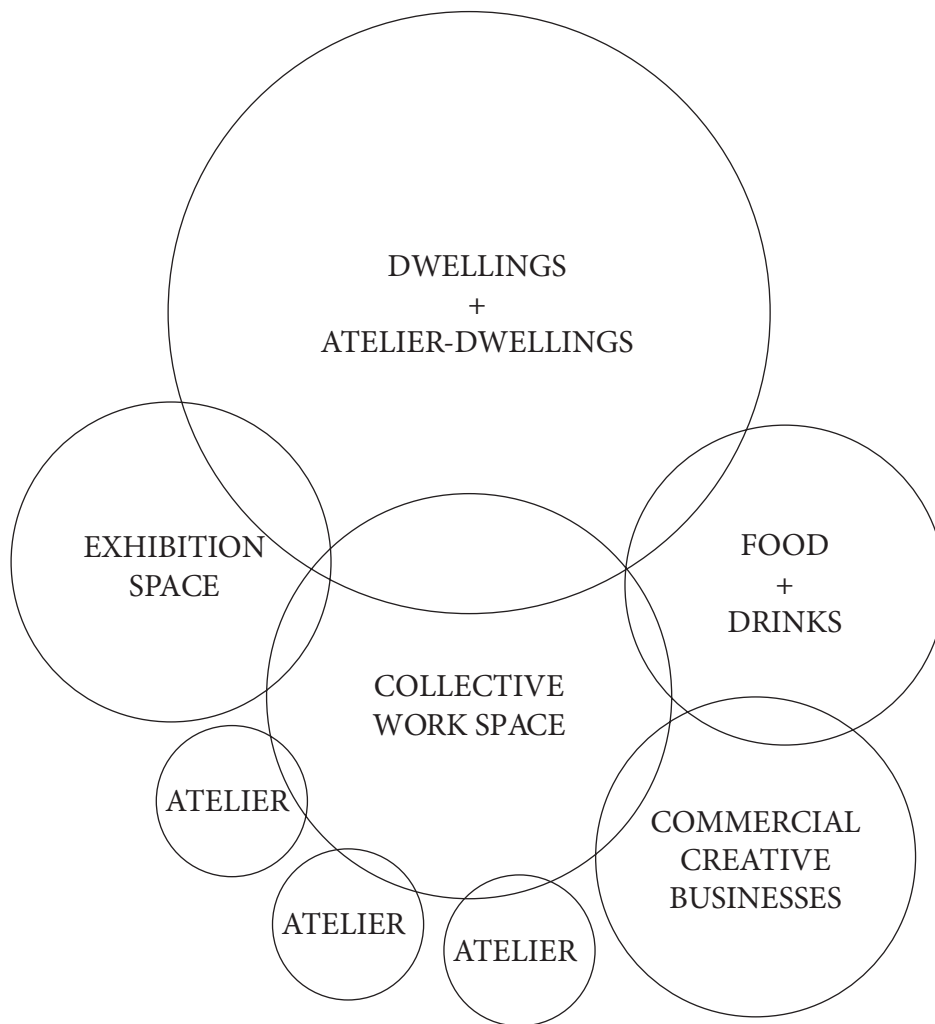 DWELLINGS
+
ATELIER-DWELLINGS
EXHIBITION
SPACE
FOOD
+
DRINKS
COLLECTIVE
WORK SPACE
ATELIER
COMMERCIAL
CREATIVE
BUSINESSES
ATELIER
ATELIER